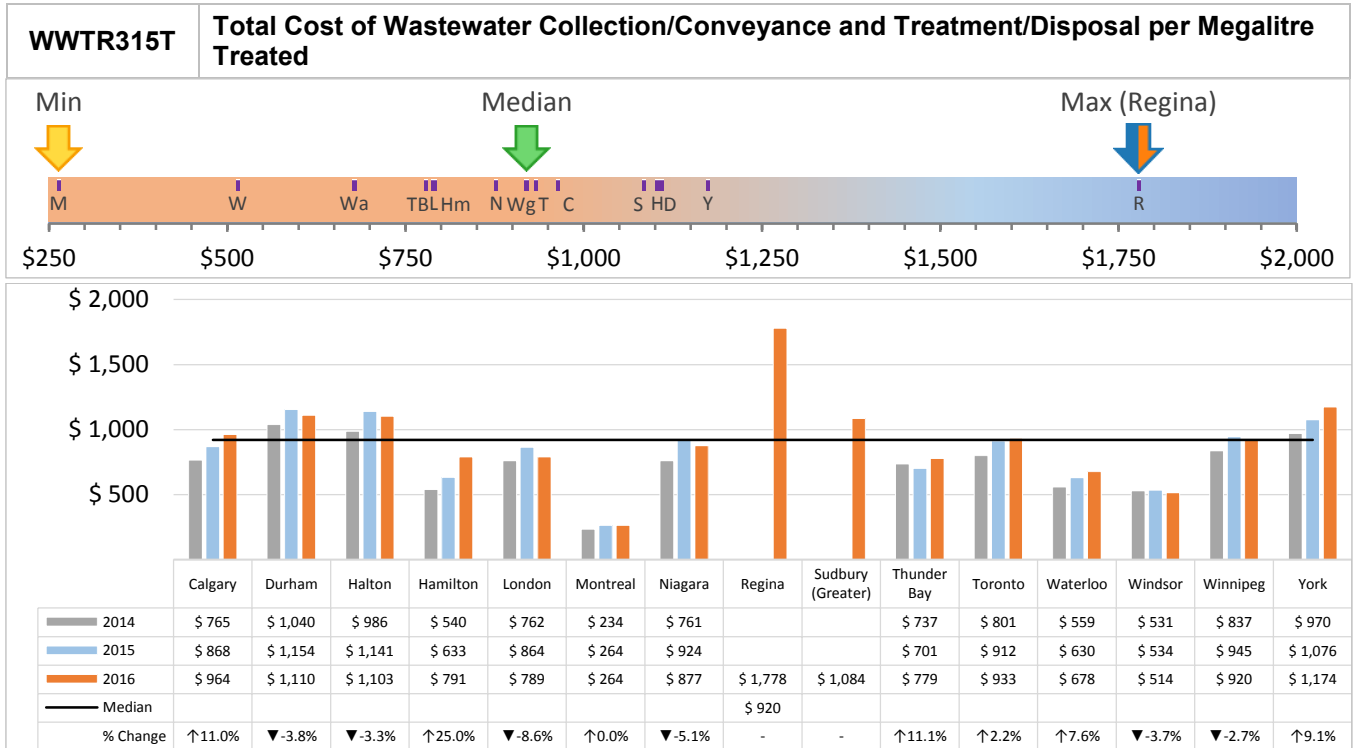 WWTR315T
Total Cost of Wastewater Collection/Conveyance and Treatment/Disposal per Megalitre
Treated
Min Median Max (Regina)
M W Wa TB L Hm N Wg T C S H D Y R
$250 $500 $750 $1,000 $1,250 $1,500 $1,750 $2,000
$ 2,000
$ 1,500
$ 1,000
$ 500
Calgary Durham Halton Hamilton London Montreal Niagara Regina Sudbury (Greater) Thunder Bay Toronto Waterloo Windsor Winnipeg York
2014 $ 765 $ 1,040 $ 986 $ 540 $ 762 $ 234 $ 761 $ 737 $ 801 $ 559 $ 531 $ 837 $ 970
2015 $ 868 $ 1,154 $ 1,141 $ 633 $ 864 $ 264 $ 924 $ 701 $ 912 $ 630 $ 534 $ 945 $ 1,076
2016 $ 964 $ 1,110 $ 1,103 $ 791 $ 789 $ 264 $ 877 $ 1,778 $ 1,084 $ 779 $ 933 $ 678 $ 514 $ 920 $ 1,174
Median $ 920
% Change ↑11.0% ▼-3.8% ▼-3.3% ↑25.0% ▼-8.6% ↑0.0% ▼-5.1% - - ↑11.1% ↑2.2% ↑7.6% ▼-3.7% ▼-2.7% ↑9.1%